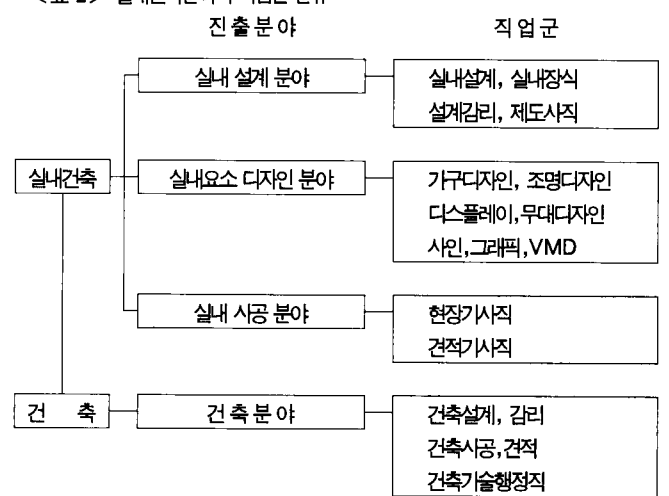 진출분야 직업군
실내 설계 분야 실내설계, 실내장식
설계감리, 제도사직
실내건축 실내요소 디자인 분야 가구디자인, 조명디자인
디스플레이,무대디자인
사인,그래픽,VMD
실내 시공 분야 현장기사직
견적기사직
건 축 건축분야 건축설계, 감리
건축시공,견적
건축기술행정직